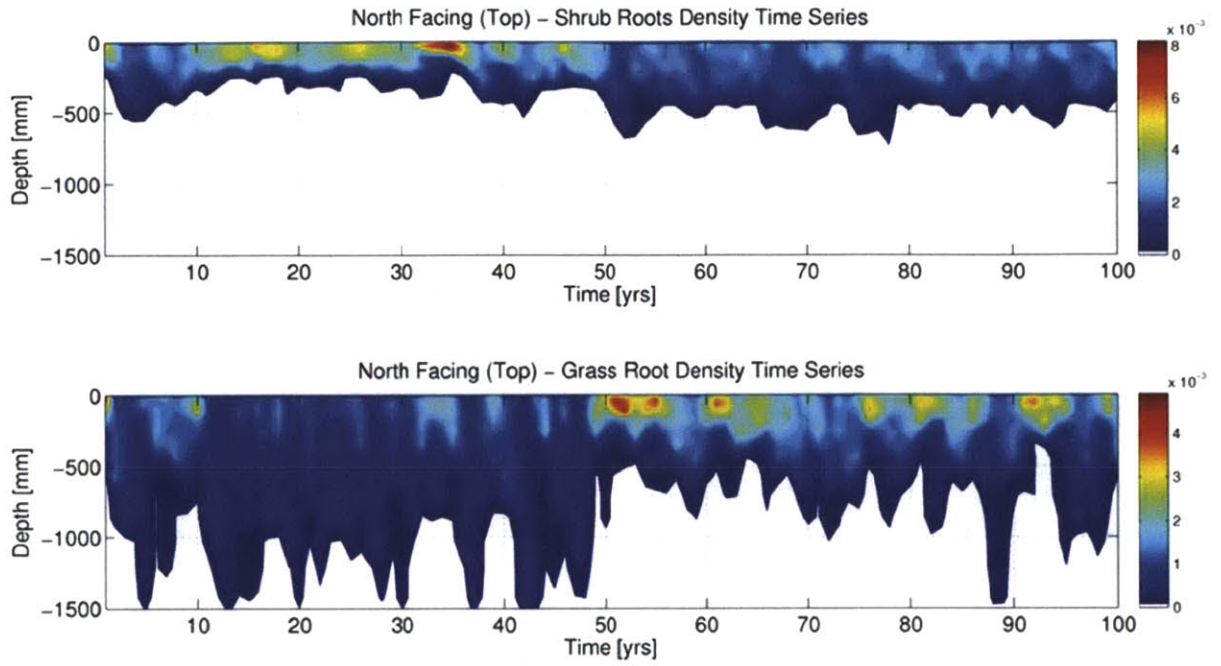 North Facing (Top) – Shrub Roots Density Time Series
x 10⁻³
0
−500
−1000
−1500
Depth [mm]
10 20 30 40 50 60 70 80 90 100
Time [yrs]
8
6
4
2
0
North Facing (Top) – Grass Root Density Time Series
x 10⁻³
0
−500
−1000
−1500
Depth [mm]
10 20 30 40 50 60 70 80 90 100
Time [yrs]
4
3
2
1
0